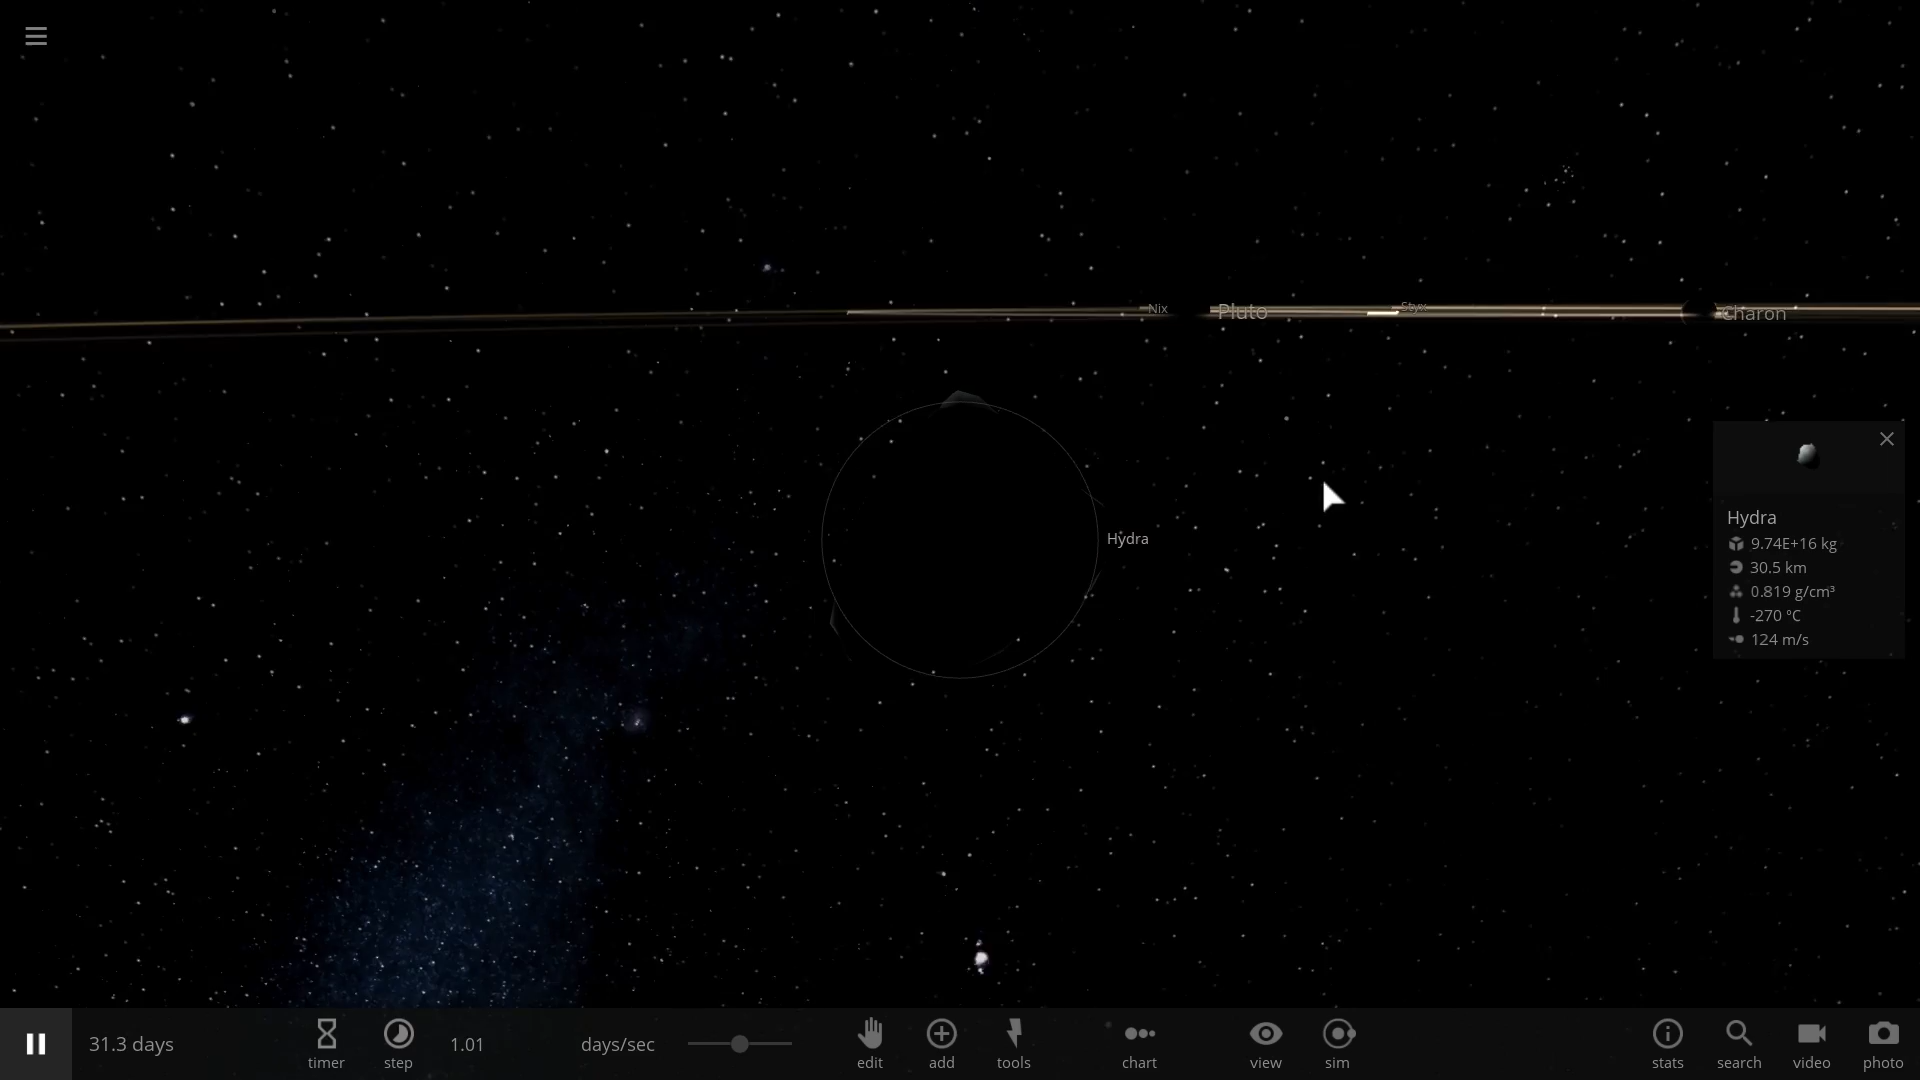 Nix
Pluto
Styx
Charon
Hydra
Hydra
9.74E+16 kg
30.5 km
0.819 g/cm³
-270 °C
124 m/s
31.3 days
timer
step
1.01
days/sec
edit
add
tools
chart
view
sim
stats
search
video
photo